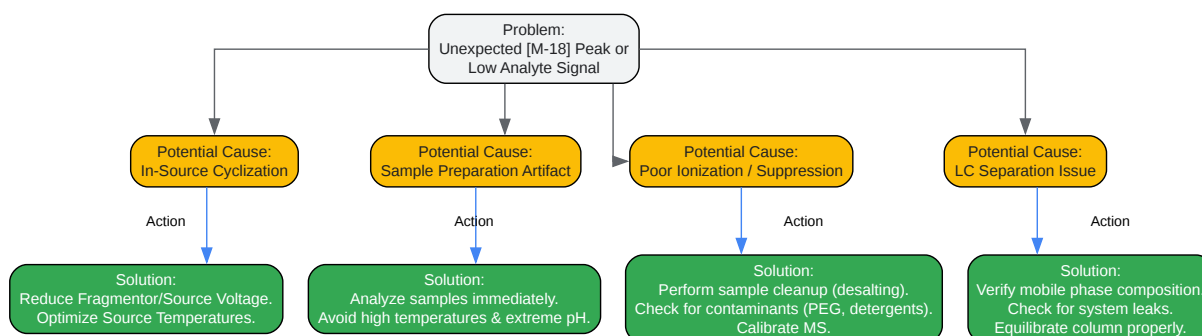 Problem:
Unexpected [M-18] Peak or
Low Analyte Signal
Potential Cause:
In-Source Cyclization
Potential Cause:
Sample Preparation Artifact
Potential Cause:
Poor Ionization / Suppression
Potential Cause:
LC Separation Issue
Action
Action
Action
Action
Solution:
Reduce Fragmentor/Source Voltage.
Optimize Source Temperatures.
Solution:
Analyze samples immediately.
Avoid high temperatures & extreme pH.
Solution:
Perform sample cleanup (desalting).
Check for contaminants (PEG, detergents).
Calibrate MS.
Solution:
Verify mobile phase composition.
Check for system leaks.
Equilibrate column properly.